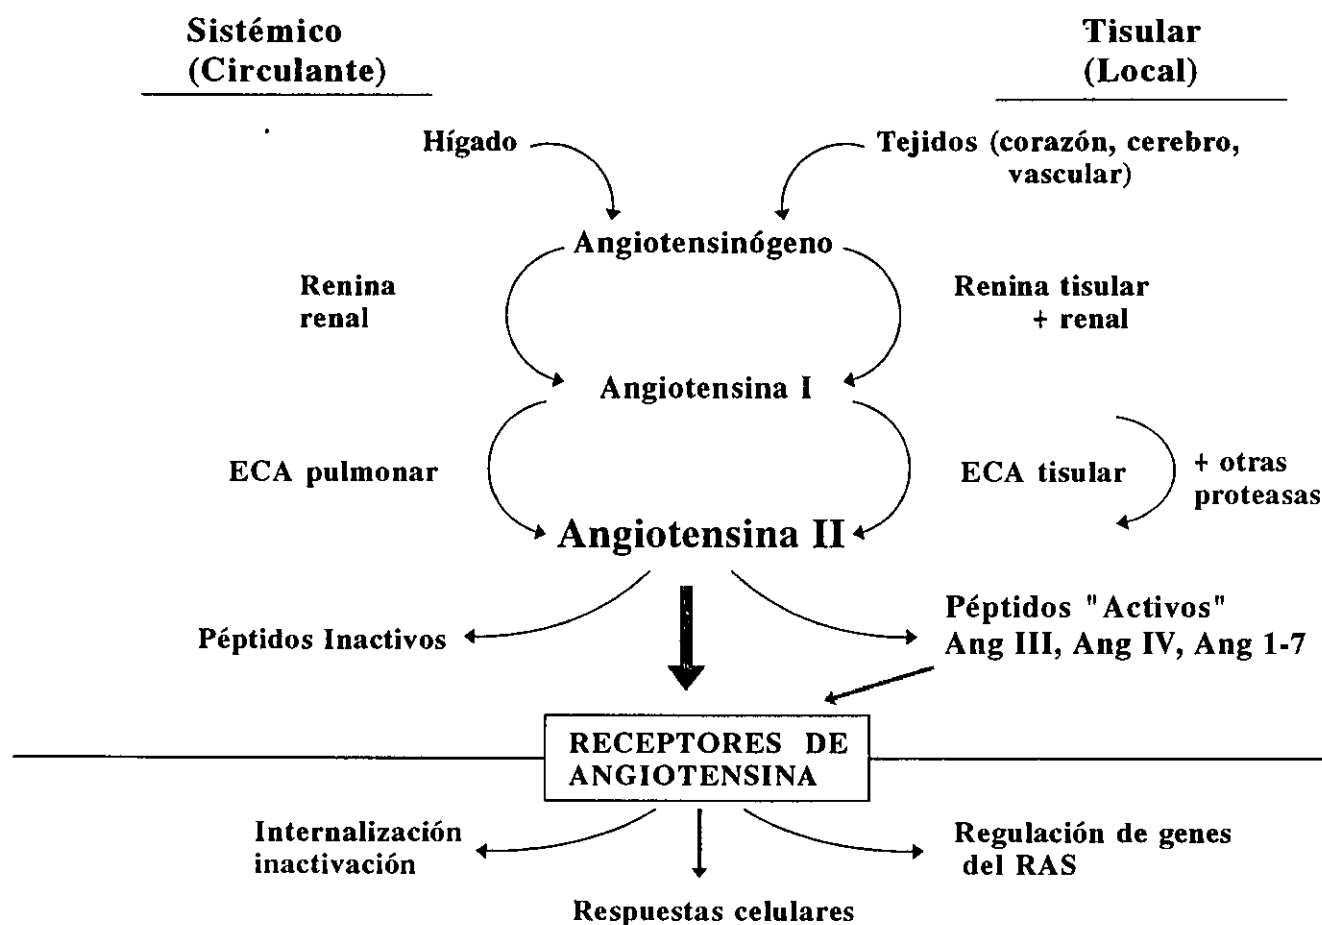 Sistémico
(Circulante)
Tisular
(Local)
Hígado
Tejidos (corazón, cerebro,
vascular)
Angiotensinógeno
Renina
renal
Renina tisular
+ renal
Angiotensina I
ECA pulmonar
ECA tisular
+ otras
proteasas
Angiotensina II
Péptidos Inactivos
Péptidos "Activos"
Ang III, Ang IV, Ang 1-7
RECEPTORES DE
ANGIOTENSINA
Internalización
inactivación
Regulación de genes
del RAS
Respuestas celulares